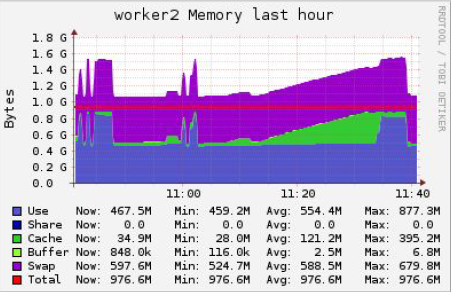 worker2 Memory last hour
RRDTOOL / TOBI OETIKER
Bytes
1.8 G
1.6 G
1.4 G
1.2 G
1.0 G
0.8 G
0.6 G
0.4 G
0.2 G
0.0
11:00 11:20 11:40
Use Now: 467.5M Min: 459.2M Avg: 554.4M Max: 877.3M
Share Now: 0.0 Min: 0.0 Avg: 0.0 Max: 0.0
Cache Now: 34.9M Min: 28.0M Avg: 121.2M Max: 395.2M
Buffer Now: 848.0k Min: 116.0k Avg: 2.5M Max: 6.8M
Swap Now: 597.6M Min: 524.7M Avg: 588.5M Max: 679.8M
Total Now: 976.6M Min: 976.6M Avg: 976.6M Max: 976.6M